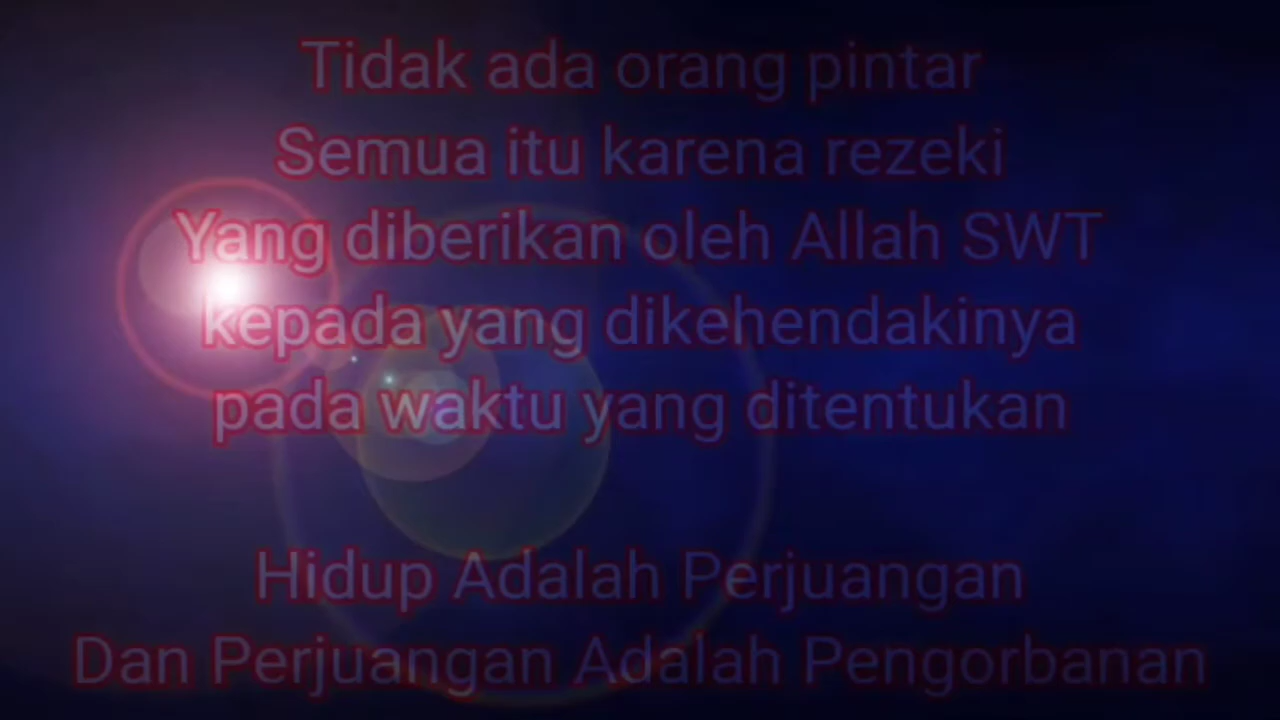 Tidak ada orang pintar
Semua itu karena rezeki
Yang diberikan oleh Allah SWT
kepada yang dikehendakinya
pada waktu yang ditentukan
Hidup Adalah Perjuangan
Dan Perjuangan Adalah Pengorbanan